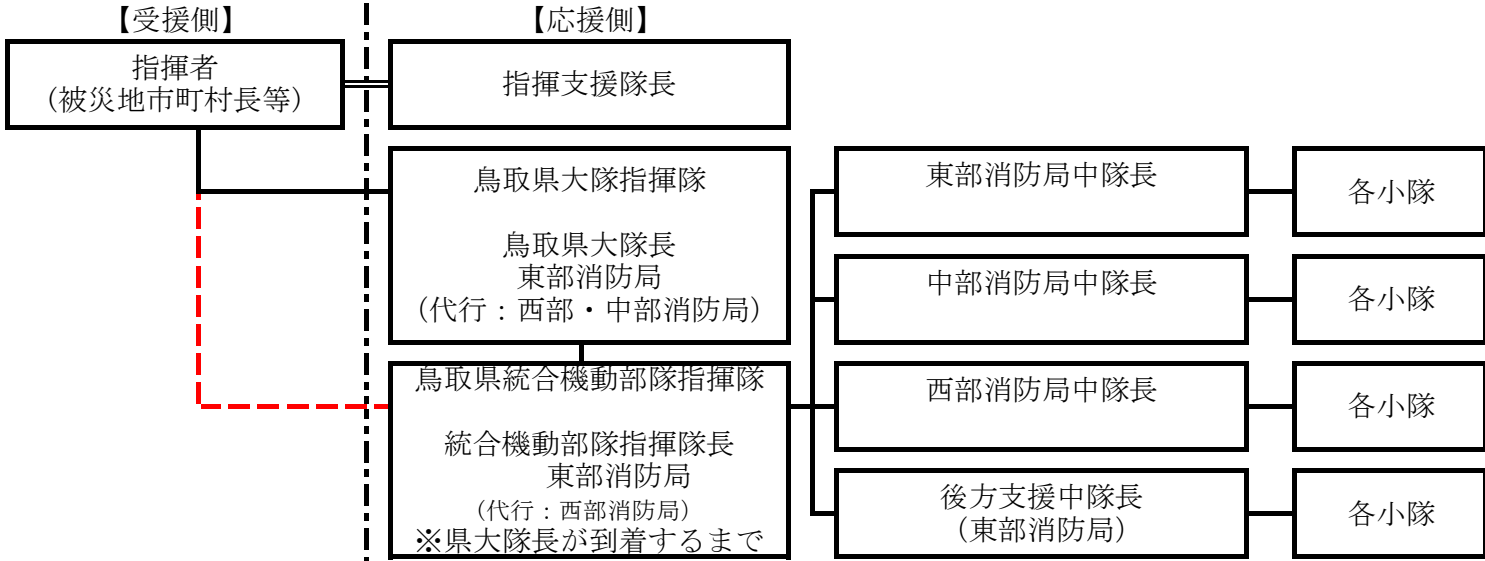 【受援側】
【応援側】
指揮者
(被災地市町村長等)
指揮支援隊長
鳥取県大隊指揮隊
鳥取県大隊長
東部消防局
(代行：西部・中部消防局)
鳥取県統合機動部隊指揮隊
統合機動部隊指揮隊長
東部消防局
(代行：西部消防局)
※県大隊長が到着するまで
東部消防局中隊長
各小隊
中部消防局中隊長
各小隊
西部消防局中隊長
各小隊
後方支援中隊長
(東部消防局)
各小隊